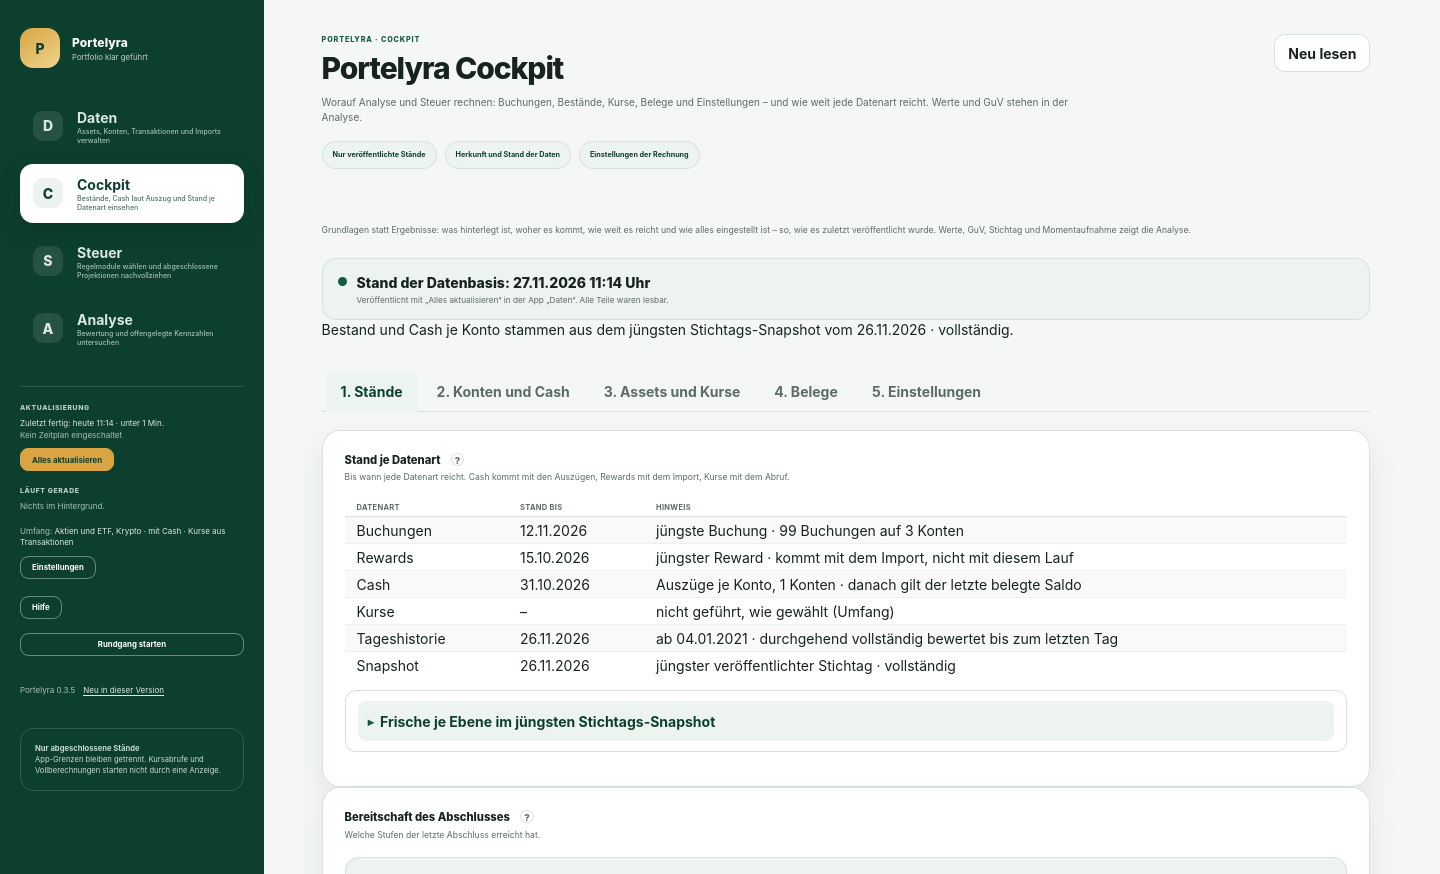 P
Portelyra
Portfolio klar geführt
D
Daten
Assets, Konten, Transaktionen und Imports
verwalten
C
Cockpit
Bestände, Cash laut Auszug und Stand je
Datenart einsehen
S
Steuer
Regelmodule wählen und abgeschlossene
Projektionen nachvollziehen
A
Analyse
Bewertung und offengelegte Kennzahlen
untersuchen
AKTUALISIERUNG
Zuletzt fertig: heute 11:14 · unter 1 Min.
Kein Zeitplan eingeschaltet
Alles aktualisieren
LÄUFT GERADE
Nichts im Hintergrund.
Umfang: Aktien und ETF, Krypto · mit Cash · Kurse aus
Transaktionen
Einstellungen
Hilfe
Rundgang starten
Portelyra 0.3.5 Neu in dieser Version
Nur abgeschlossene Stände
App-Grenzen bleiben getrennt. Kursabrufe und
Vollberechnungen starten nicht durch eine Anzeige.
PORTELYRA · COCKPIT
Portelyra Cockpit
Neu lesen
Worauf Analyse und Steuer rechnen: Buchungen, Bestände, Kurse, Belege und Einstellungen – und wie weit jede Datenart reicht. Werte und GuV stehen in der
Analyse.
Nur veröffentlichte Stände
Herkunft und Stand der Daten
Einstellungen der Rechnung
Grundlagen statt Ergebnisse: was hinterlegt ist, woher es kommt, wie weit es reicht und wie alles eingestellt ist – so, wie es zuletzt veröffentlicht wurde. Werte, GuV, Stichtag und Momentaufnahme zeigt die Analyse.
Stand der Datenbasis: 27.11.2026 11:14 Uhr
Veröffentlicht mit „Alles aktualisieren“ in der App „Daten“. Alle Teile waren lesbar.
Bestand und Cash je Konto stammen aus dem jüngsten Stichtags-Snapshot vom 26.11.2026 · vollständig.
1. Stände
2. Konten und Cash
3. Assets und Kurse
4. Belege
5. Einstellungen
Stand je Datenart ?
Bis wann jede Datenart reicht. Cash kommt mit den Auszügen, Rewards mit dem Import, Kurse mit dem Abruf.
DATENART STAND BIS HINWEIS
Buchungen 12.11.2026 jüngste Buchung · 99 Buchungen auf 3 Konten
Rewards 15.10.2026 jüngster Reward · kommt mit dem Import, nicht mit diesem Lauf
Cash 31.10.2026 Auszüge je Konto, 1 Konten · danach gilt der letzte belegte Saldo
Kurse – nicht geführt, wie gewählt (Umfang)
Tageshistorie 26.11.2026 ab 04.01.2021 · durchgehend vollständig bewertet bis zum letzten Tag
Snapshot 26.11.2026 jüngster veröffentlichter Stichtag · vollständig
▸ Frische je Ebene im jüngsten Stichtags-Snapshot
Bereitschaft des Abschlusses ?
Welche Stufen der letzte Abschluss erreicht hat.